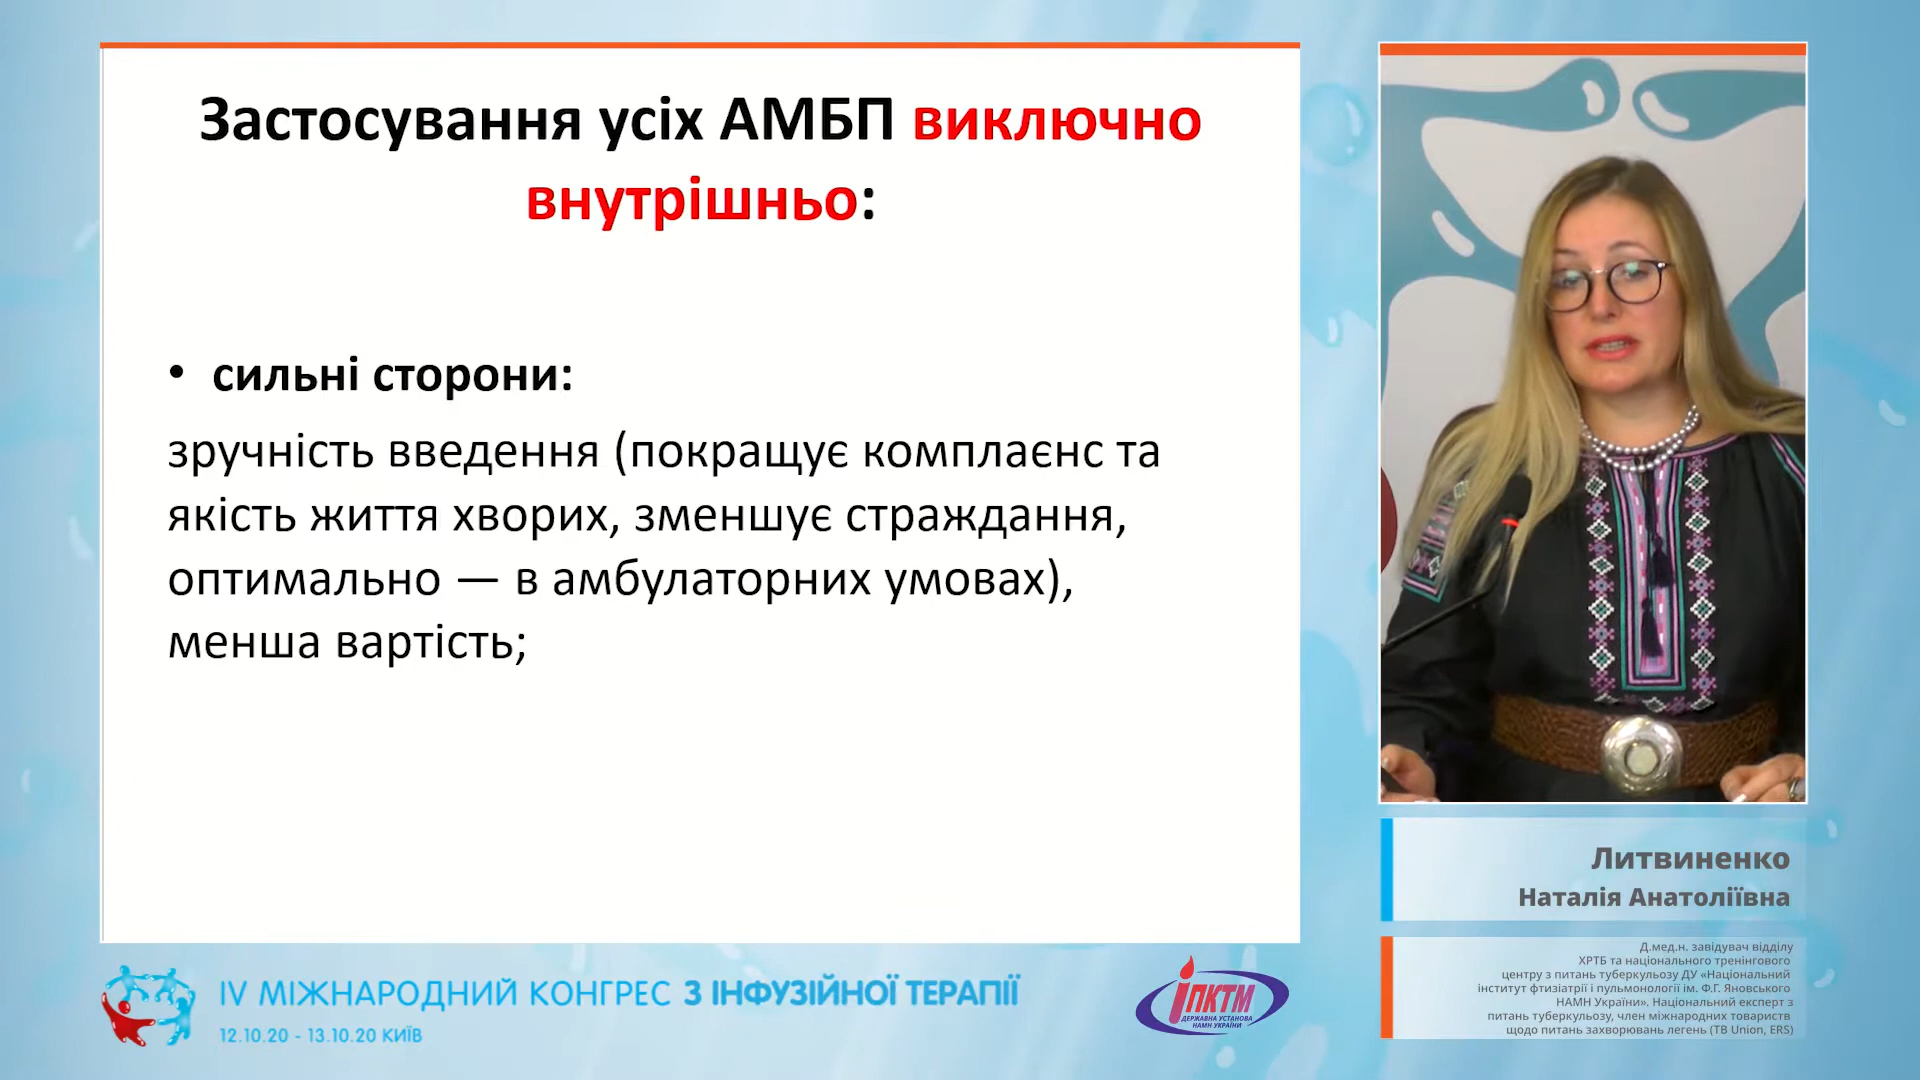 Застосування усіх АМБП виключно
внутрішньо:
• сильні сторони:
зручність введення (покращує комплаєнс та
якість життя хворих, зменшує страждання,
оптимально — в амбулаторних умовах),
менша вартість;
Литвиненко
Наталія Анатоліївна
Д.мед.н. завідувач відділу
ХРТБ та національного тренінгового
центру з питань туберкульозу ДУ «Національний
інститут фтизіатрії і пульмонології ім. Ф.Г. Яновського
НАМН України». Національний експерт з
питань туберкульозу, член міжнародних товариств
щодо питань захворювань легень (TB Union, ERS)
IV МІЖНАРОДНИЙ КОНГРЕС З ІНФУЗІЙНОЇ ТЕРАПІЇ
12.10.20 - 13.10.20 КИЇВ
ІПКТМ
ДЕРЖАВНА УСТАНОВА
НАМН УКРАЇНИ